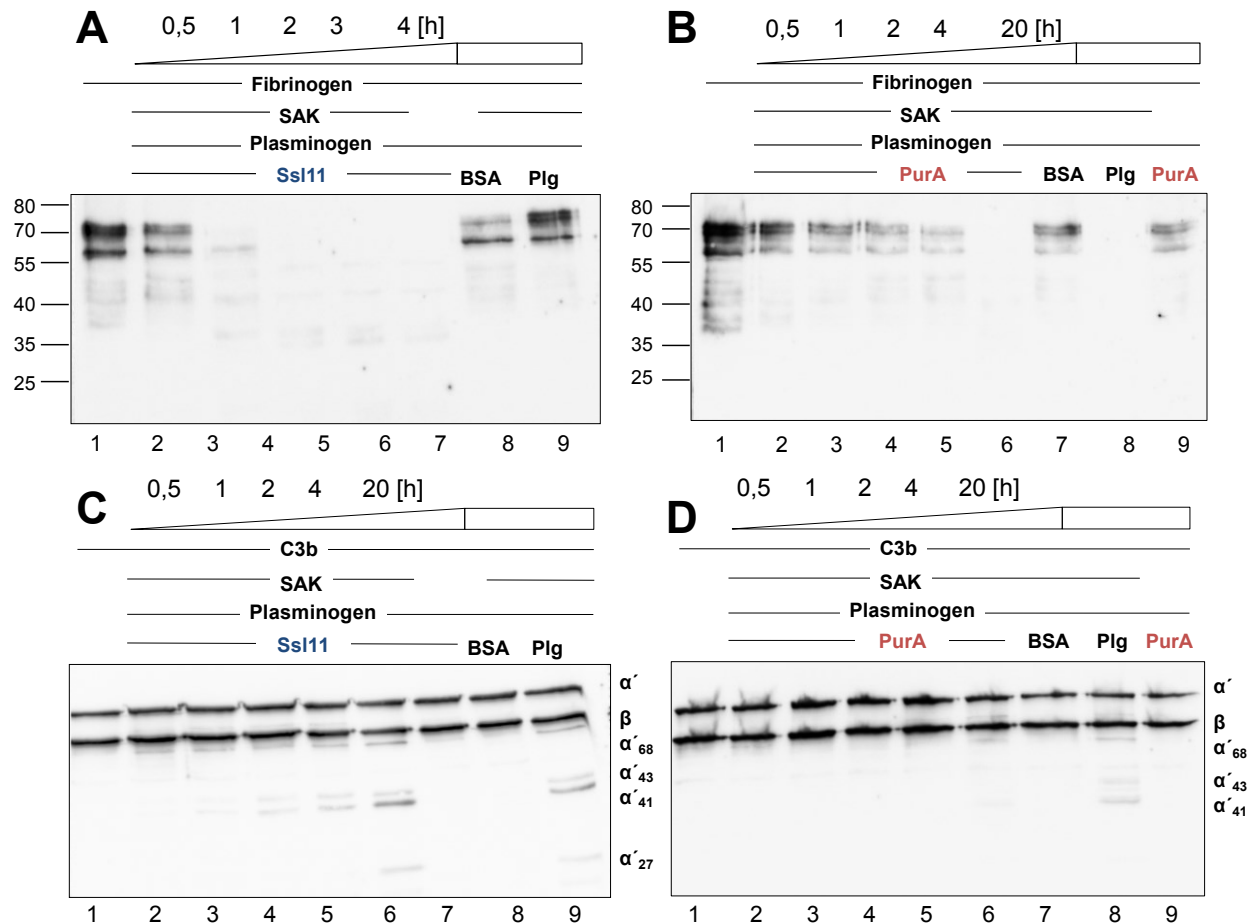 A
0,5 1 2 3 4 [h]
Fibrinogen
SAK
Plasminogen
Ssl11 BSA Plg
80
70
55
40
35
25
1 2 3 4 5 6 7 8 9
B
0,5 1 2 4 20 [h]
Fibrinogen
SAK
Plasminogen
PurA BSA Plg PurA
80
70
55
40
35
25
1 2 3 4 5 6 7 8 9
C
0,5 1 2 4 20 [h]
C3b
SAK
Plasminogen
Ssl11 BSA Plg
α´
β
α´68
α´43
α´41
α´27
1 2 3 4 5 6 7 8 9
D
0,5 1 2 4 20 [h]
C3b
SAK
Plasminogen
PurA BSA Plg PurA
α´
β
α´68
α´43
α´41
1 2 3 4 5 6 7 8 9